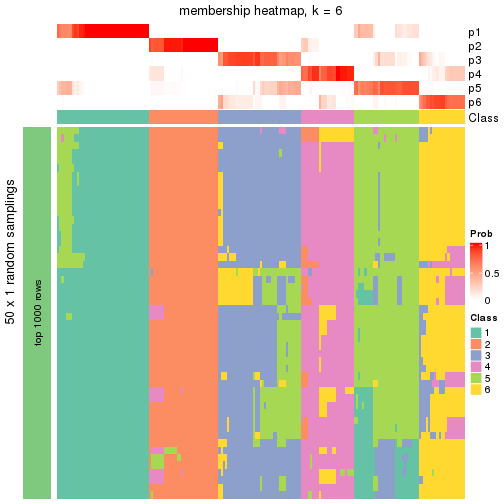 membership heatmap, k = 6
p1
p2
p3
p4
p5
p6
Class
50 x 1 random samplings
top 1000 rows
Prob
1
0.5
0
Class
1
2
3
4
5
6